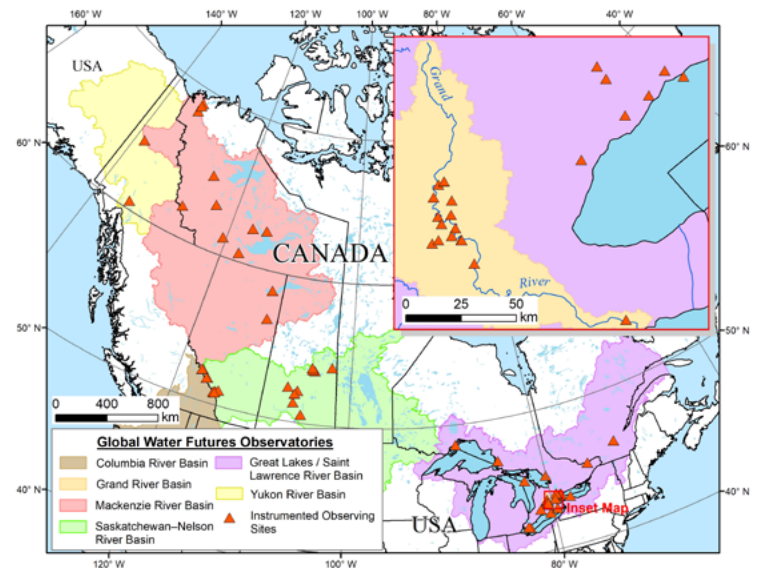 160° W
140° W
120° W
100° W
80° W
60° W
40° W
USA
Grand
60° N
60° N
CANADA
River
0 25 50
km
50° N
50° N
0 400 800
km
Global Water Futures Observatories
Columbia River Basin
Grand River Basin
Mackenzie River Basin
Saskatchewan–Nelson
River Basin
Great Lakes / Saint
Lawrence River Basin
Yukon River Basin
Instrumented Observing
Sites
40° N
40° N
Inset Map
USA
120° W
100° W
80° W